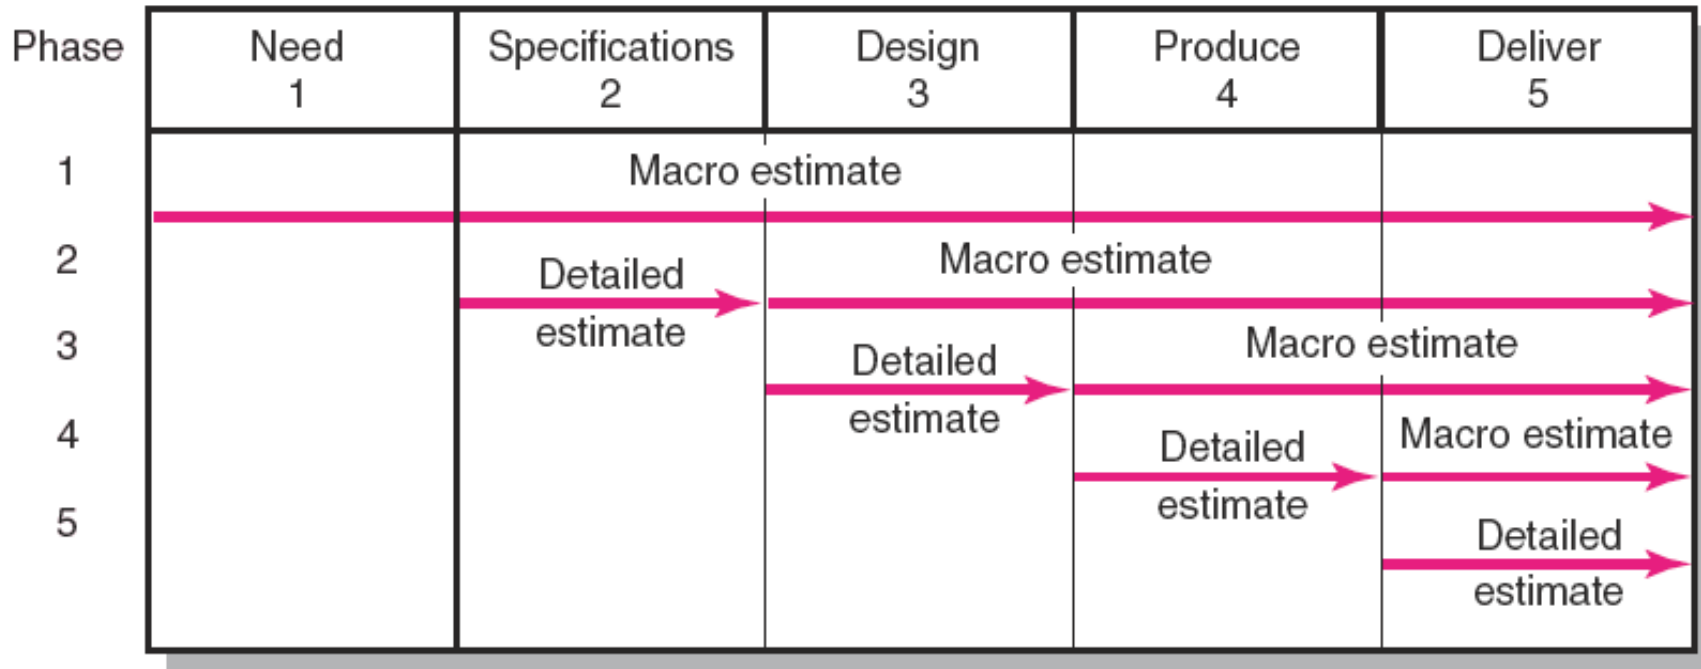 Phase Need Specifications Design Produce Deliver
1 2 3 4 5
1 Macro estimate
2 Macro estimate
Detailed
estimate
3 Macro estimate
Detailed
estimate
4 Macro estimate
Detailed
estimate
5 Detailed
estimate